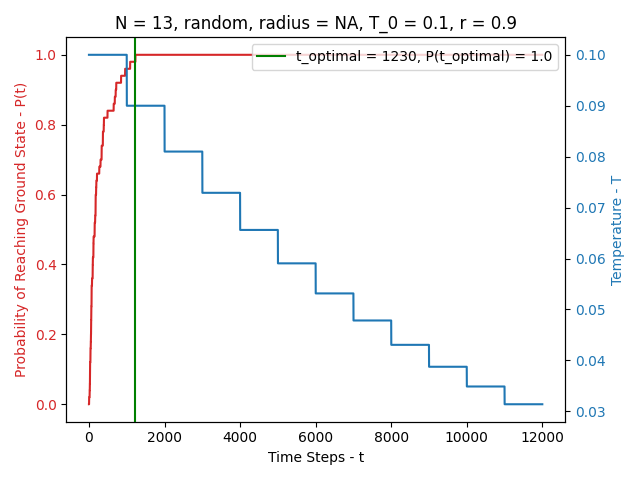 N = 13, random, radius = NA, T_0 = 0.1, r = 0.9
t_optimal = 1230, P(t_optimal) = 1.0
Probability of Reaching Ground State - P(t)
1.0
0.8
0.6
0.4
0.2
0.0
0.10
0.09
0.08
0.07
0.06
0.05
0.04
0.03
Temperature - T
0 2000 4000 6000 8000 10000 12000
Time Steps - t